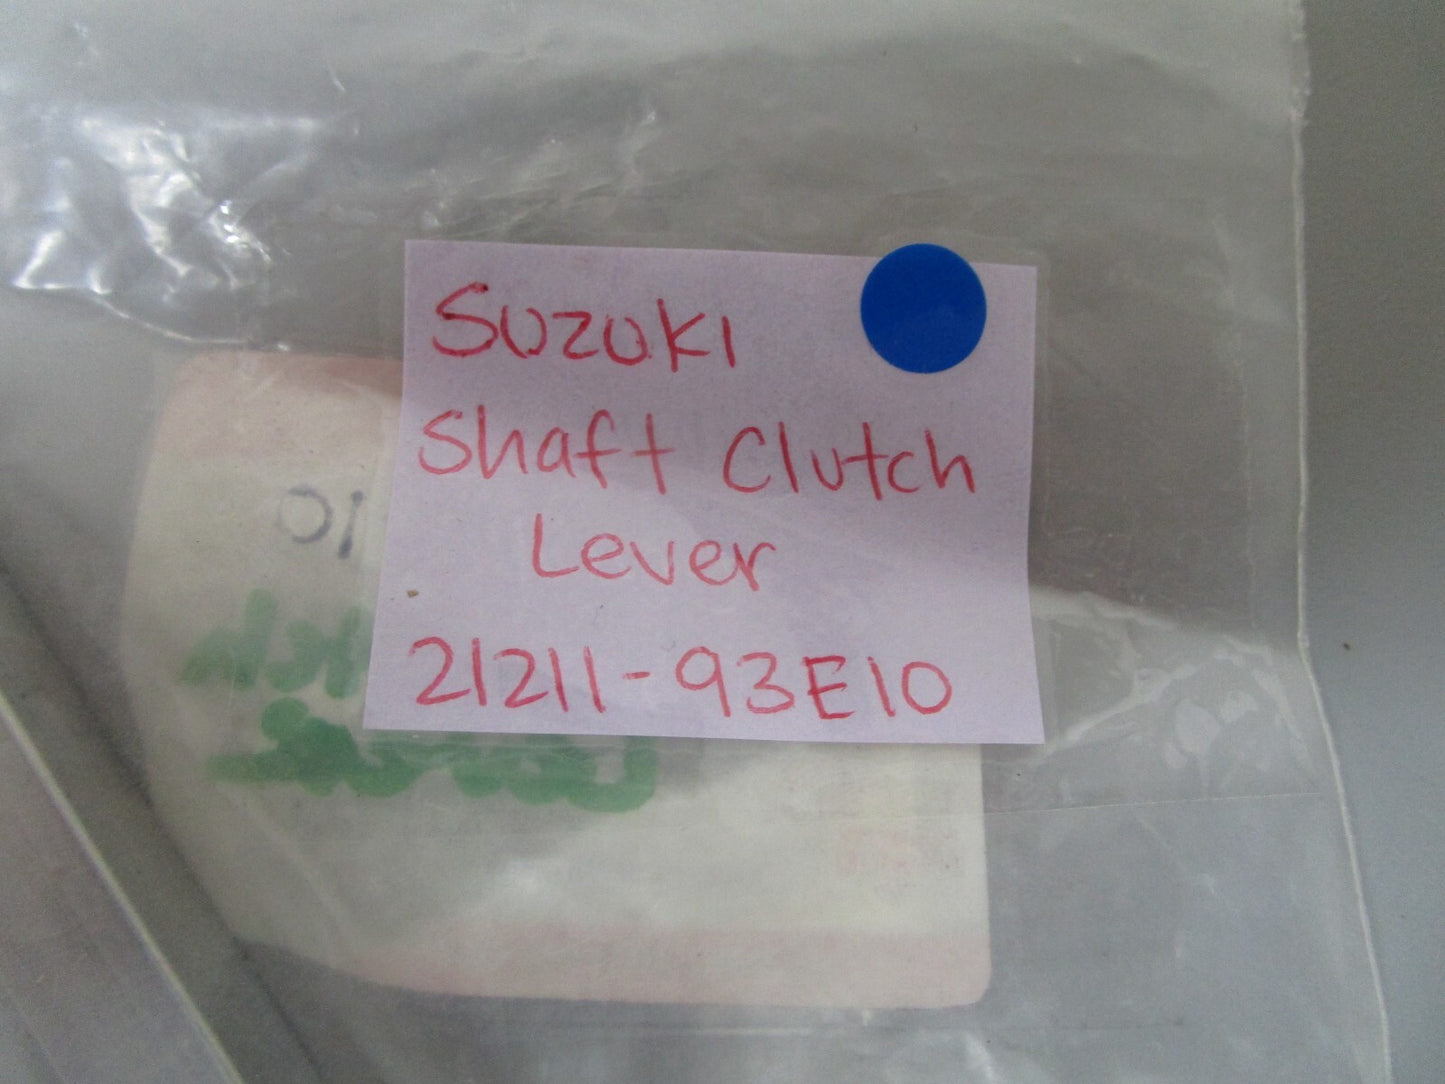 Suzuki
Shaft Clutch
Lever
21211-93E10